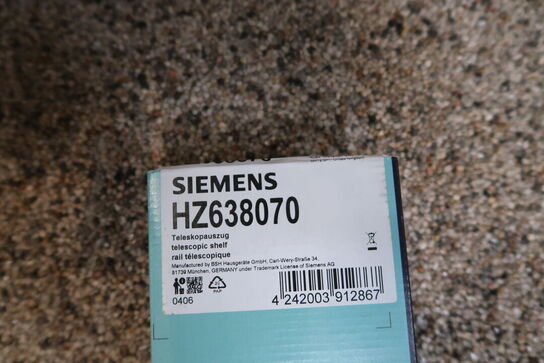 SIEMENS
HZ638070
Teleskopauszug
telescopic shelf
rail télescopique
Manufactured by BSH Hausgeräte GmbH, Carl-Wery-Straße 34,
81739 München, GERMANY under Trademark License of Siemens AG
0406
PAP
4 242003 912867